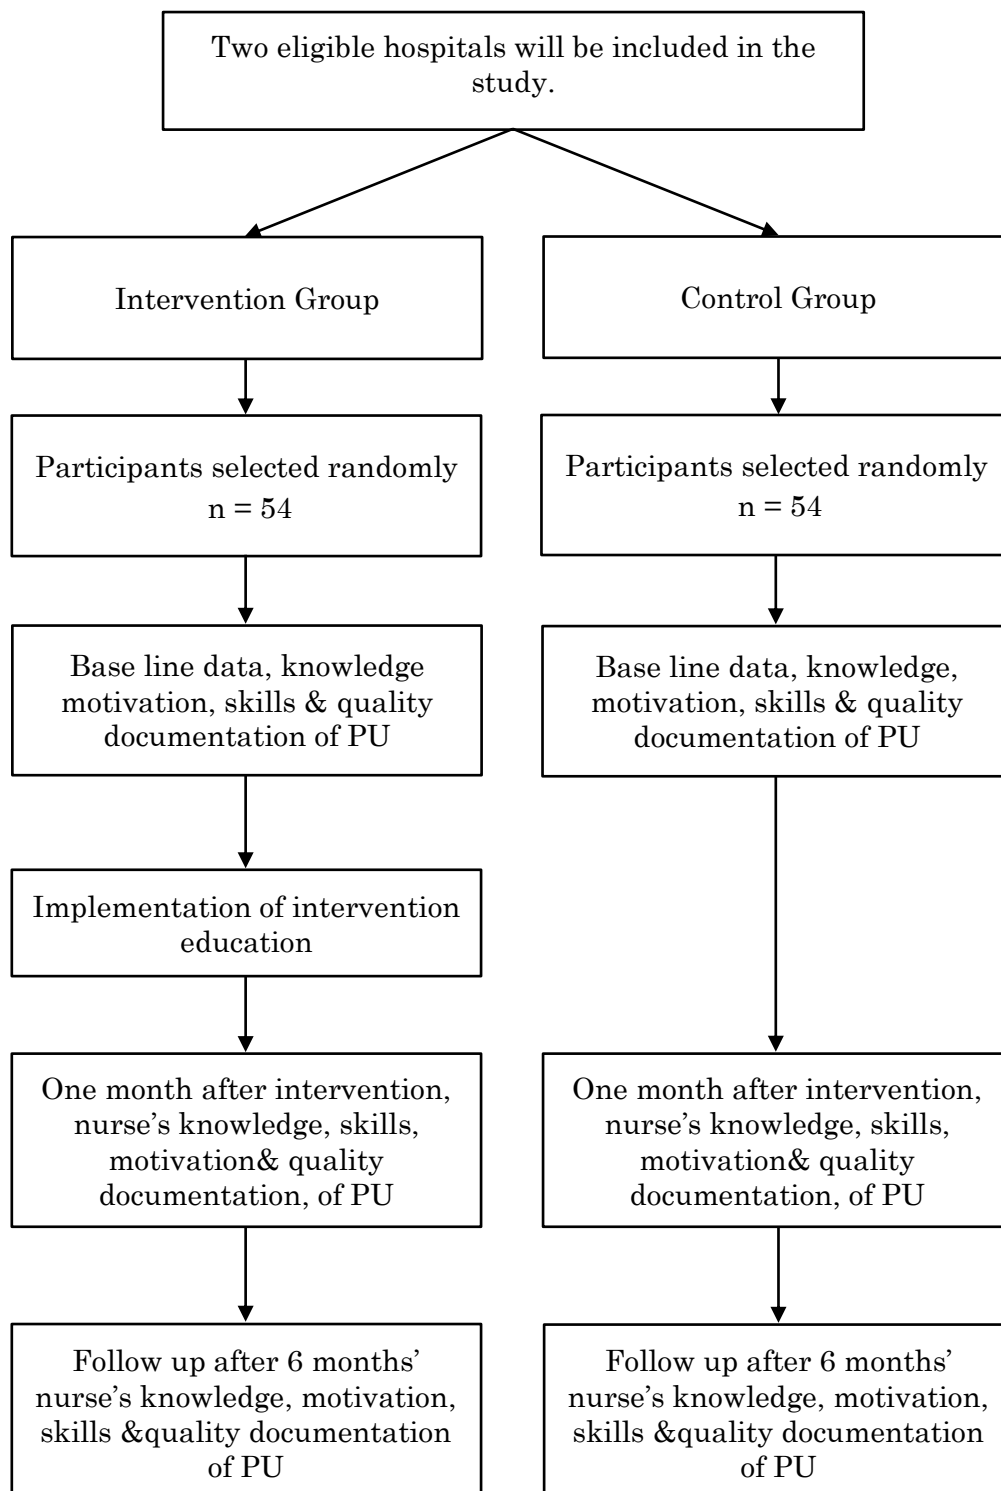 Two eligible hospitals will be included in the
study.
Intervention Group
Control Group
Participants selected randomly
n = 54
Participants selected randomly
n = 54
Base line data, knowledge
motivation, skills & quality
documentation of PU
Base line data, knowledge,
motivation, skills & quality
documentation of PU
Implementation of intervention
education
One month after intervention,
nurse’s knowledge, skills,
motivation& quality
documentation, of PU
One month after intervention,
nurse’s knowledge, skills,
motivation& quality
documentation, of PU
Follow up after 6 months’
nurse’s knowledge, motivation,
skills &quality documentation
of PU
Follow up after 6 months’
nurse’s knowledge, motivation,
skills &quality documentation
of PU